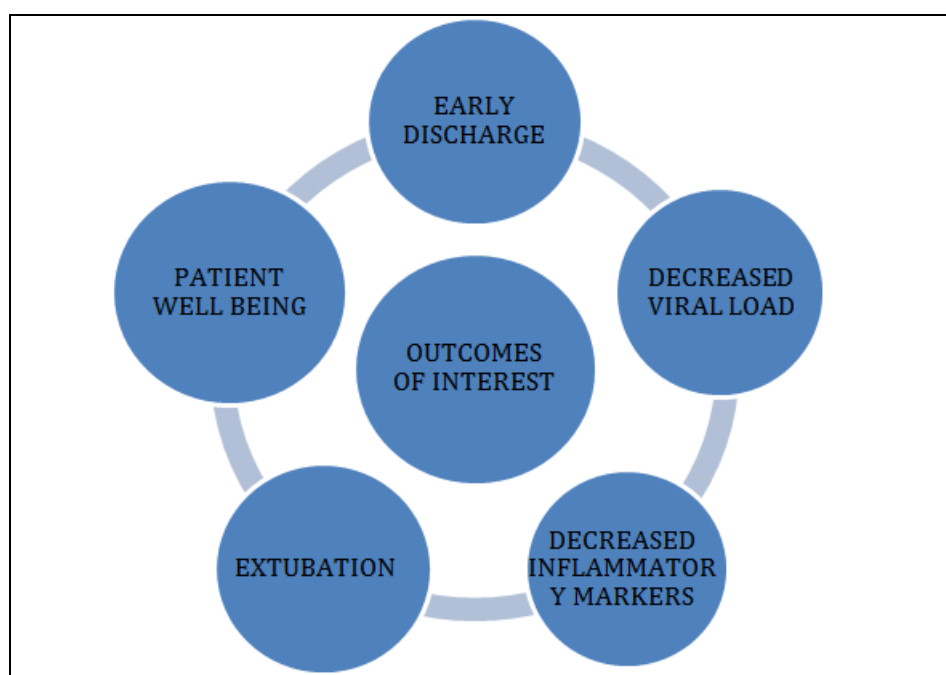 EARLY
DISCHARGE
DECREASED
VIRAL LOAD
DECREASED
INFLAMMATOR
Y MARKERS
EXTUBATION
PATIENT
WELL BEING
OUTCOMES
OF INTEREST